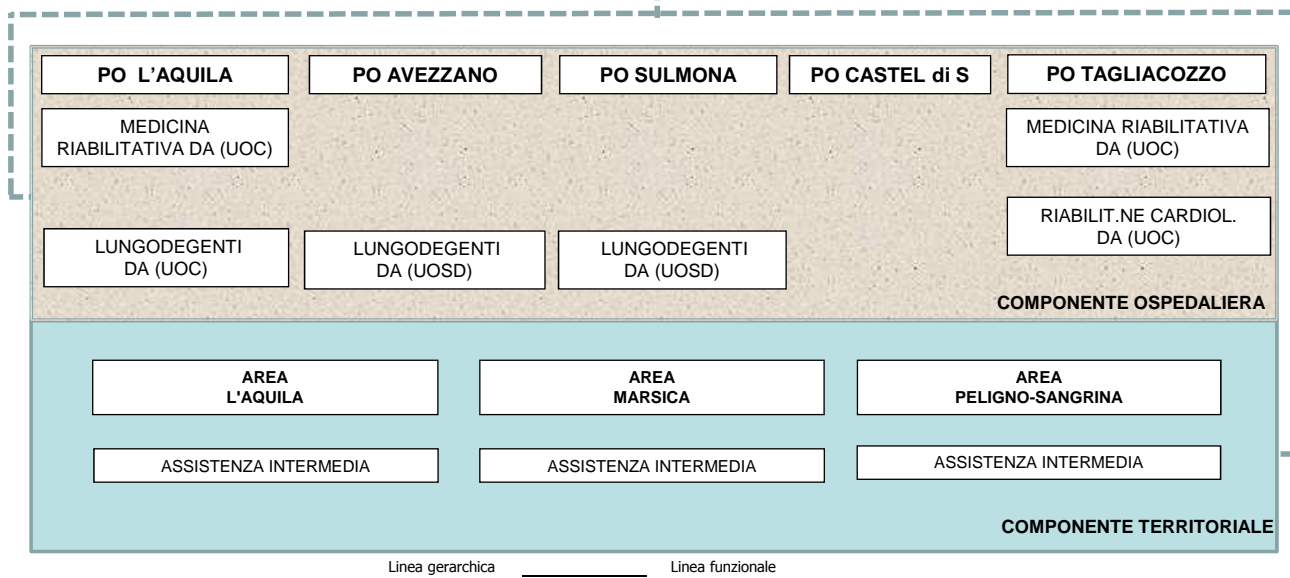 PO L'AQUILA
PO AVEZZANO
PO SULMONA
PO CASTEL di S
PO TAGLIACOZZO
MEDICINA
RIABILITATIVA DA (UOC)
MEDICINA RIABILITATIVA
DA (UOC)
RIABILIT.NE CARDIOL.
DA (UOC)
LUNGODEGENTI
DA (UOC)
LUNGODEGENTI
DA (UOSD)
LUNGODEGENTI
DA (UOSD)
COMPONENTE OSPEDALIERA
AREA
L'AQUILA
AREA
MARSICA
AREA
PELIGNO-SANGRINA
ASSISTENZA INTERMEDIA
ASSISTENZA INTERMEDIA
ASSISTENZA INTERMEDIA
COMPONENTE TERRITORIALE
Linea gerarchica
Linea funzionale